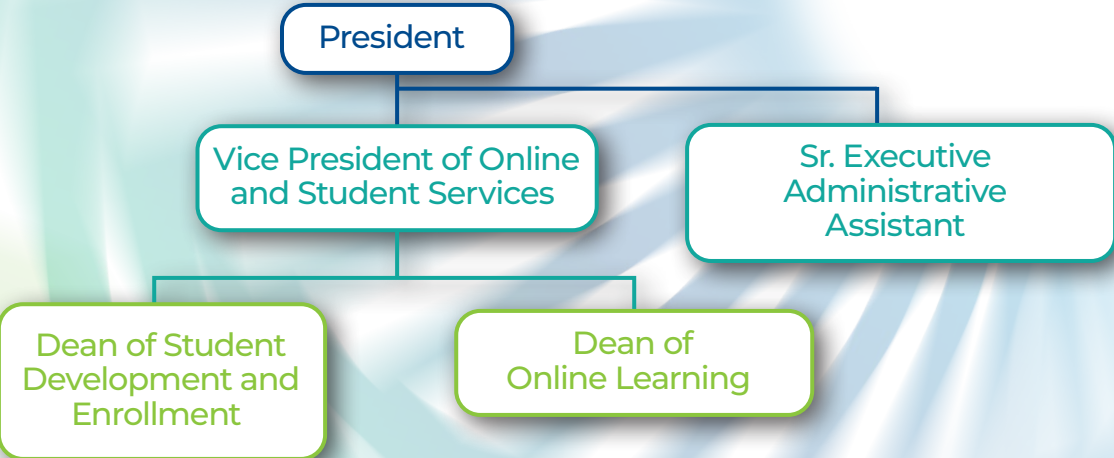 President
Vice President of Online
and Student Services
Sr. Executive
Administrative
Assistant
Dean of Student
Development and
Enrollment
Dean of
Online Learning